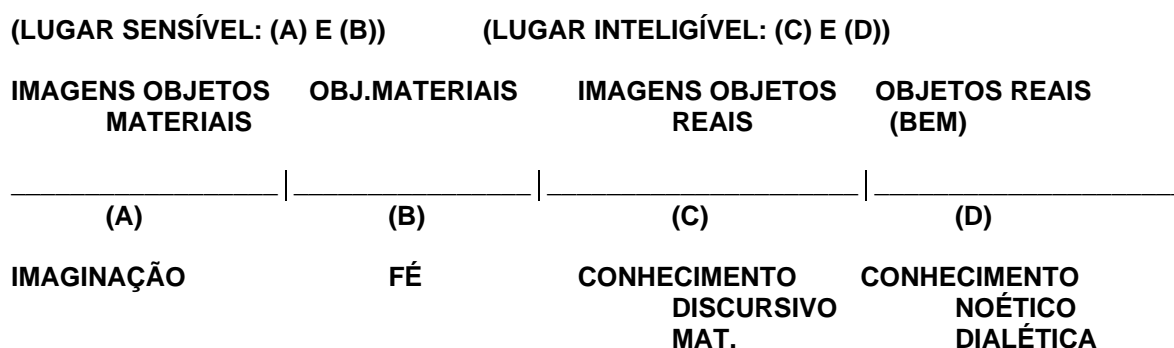 (LUGAR SENSÍVEL: (A) E (B)) (LUGAR INTELIGÍVEL: (C) E (D))
IMAGENS OBJETOS OBJ.MATERIAIS IMAGENS OBJETOS OBJETOS REAIS
MATERIAIS REAIS (BEM)
(A) (B) (C) (D)
IMAGINAÇÃO FÉ CONHECIMENTO CONHECIMENTO
DISCURSIVO NOÉTICO
MAT. DIALÉTICA